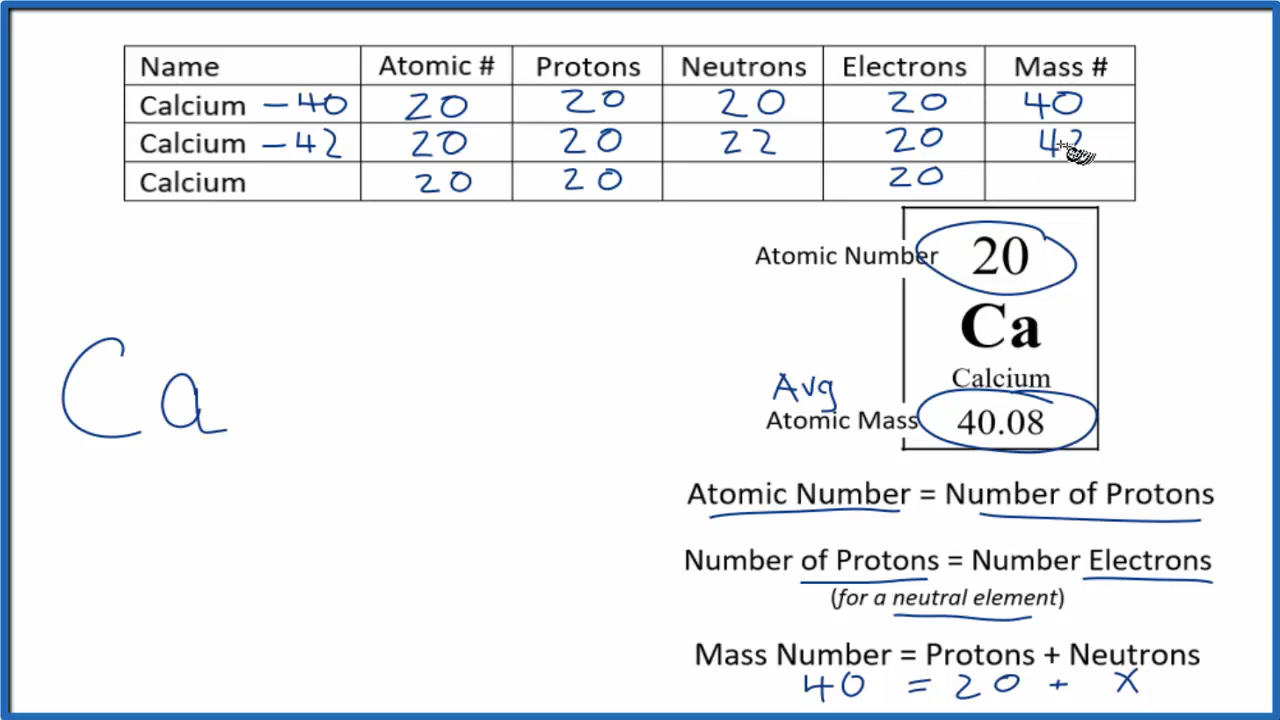 Name Atomic # Protons Neutrons Electrons Mass #
Calcium -40 20 20 20 20 40
Calcium -42 20 20 22 20 42
Calcium 20 20 20
Atomic Number 20
Ca
Calcium
Avg
Atomic Mass 40.08
Ca
Atomic Number = Number of Protons
Number of Protons = Number Electrons
(for a neutral element)
Mass Number = Protons + Neutrons
40 = 20 + x